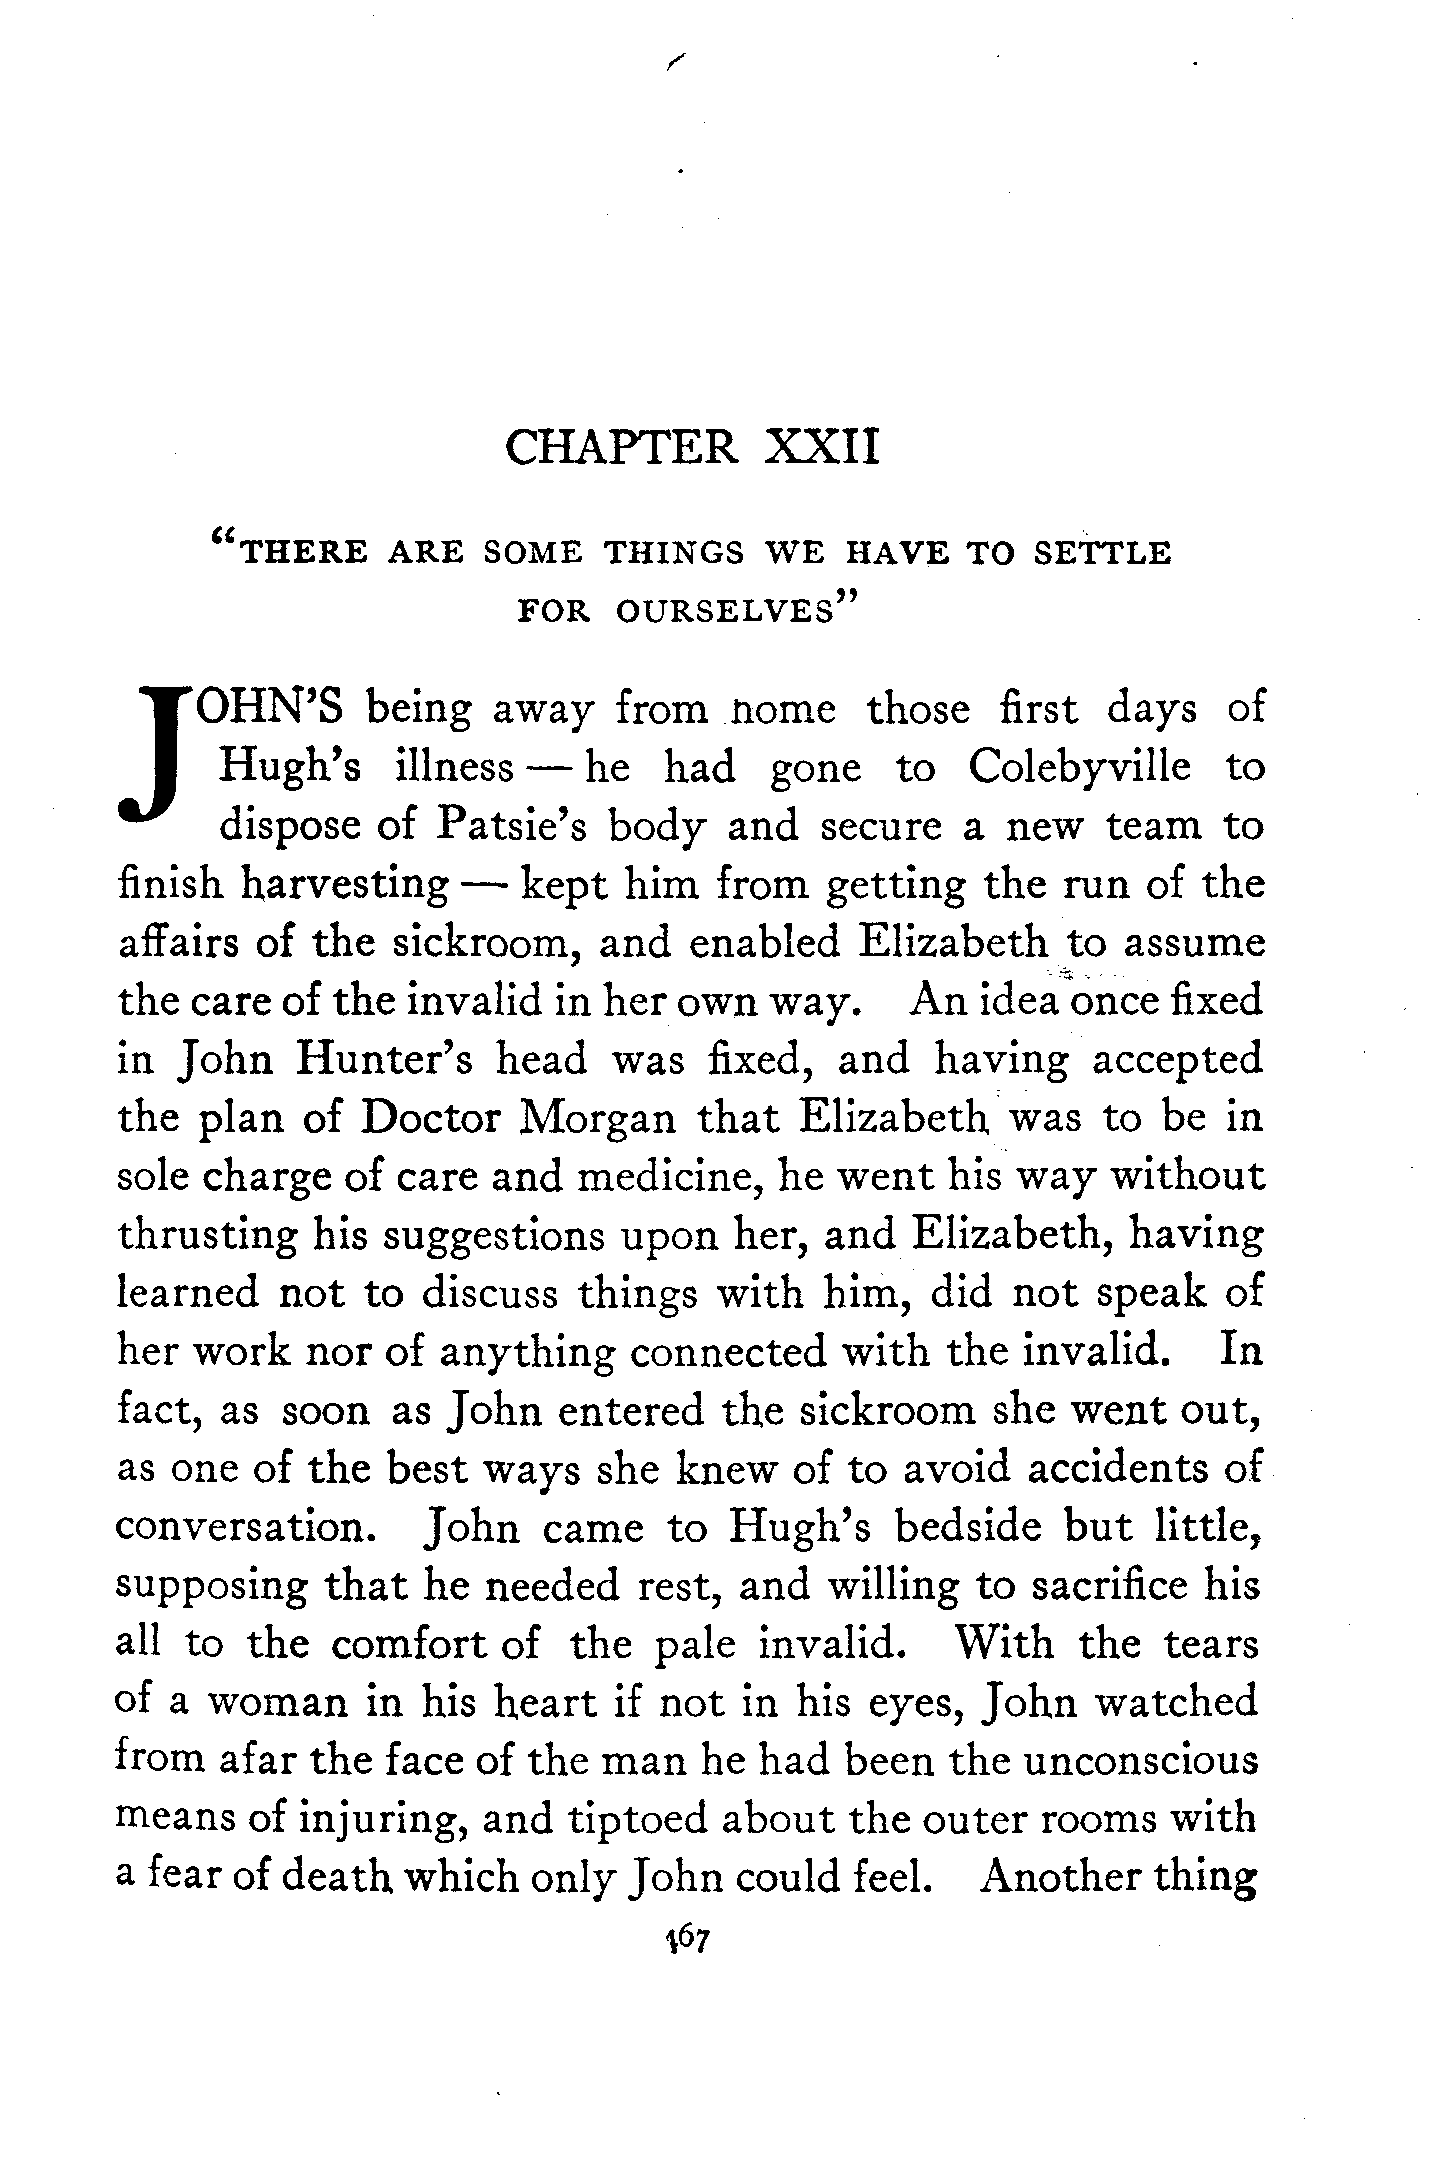 CHAPTER XXII
“THERE ARE SOME THINGS WE HAVE TO SETTLE
FOR OURSELVES”
JOHN’S being away from home those first days of
Hugh’s illness — he had gone to Colebyville to
dispose of Patsie’s body and secure a new team to
finish harvesting — kept him from getting the run of the
affairs of the sickroom, and enabled Elizabeth to assume
the care of the invalid in her own way. An idea once fixed
in John Hunter’s head was fixed, and having accepted
the plan of Doctor Morgan that Elizabeth was to be in
sole charge of care and medicine, he went his way without
thrusting his suggestions upon her, and Elizabeth, having
learned not to discuss things with him, did not speak of
her work nor of anything connected with the invalid. In
fact, as soon as John entered the sickroom she went out,
as one of the best ways she knew of to avoid accidents of
conversation. John came to Hugh’s bedside but little,
supposing that he needed rest, and willing to sacrifice his
all to the comfort of the pale invalid. With the tears
of a woman in his heart if not in his eyes, John watched
from afar the face of the man he had been the unconscious
means of injuring, and tiptoed about the outer rooms with
a fear of death which only John could feel. Another thing
167